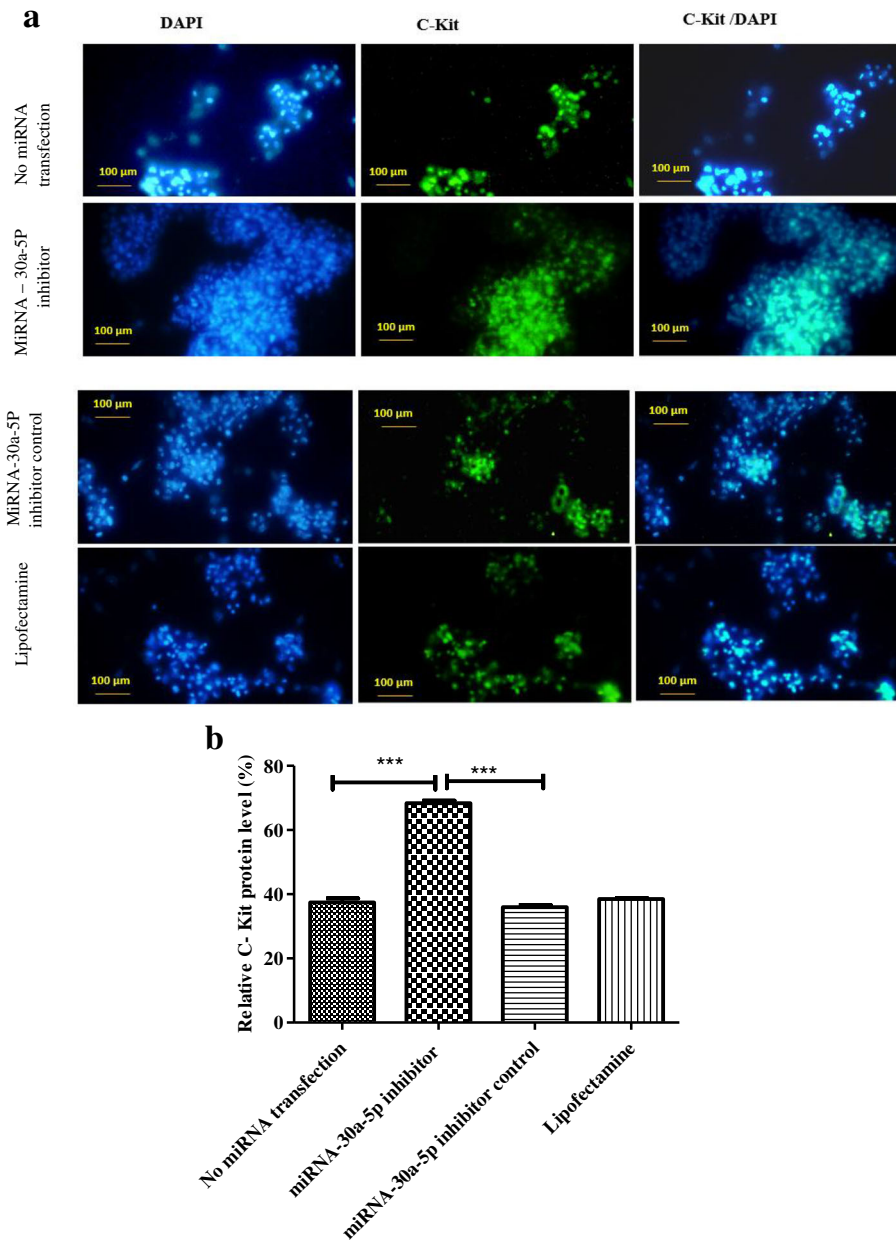 a
DAPI
C-Kit
C-Kit /DAPI
No miRNA
transfection
100 µm
100 µm
100 µm
MiRNA – 30a-5P
inhibitor
100 µm
100 µm
100 µm
MiRNA-30a-5P
inhibitor control
100 µm
100 µm
100 µm
Lipofectamine
100 µm
100 µm
100 µm
b
Relative C- Kit protein level (%)
80
60
40
20
0
***
***
No miRNA transfection
miRNA-30a-5p inhibitor
miRNA-30a-5p inhibitor control
Lipofectamine